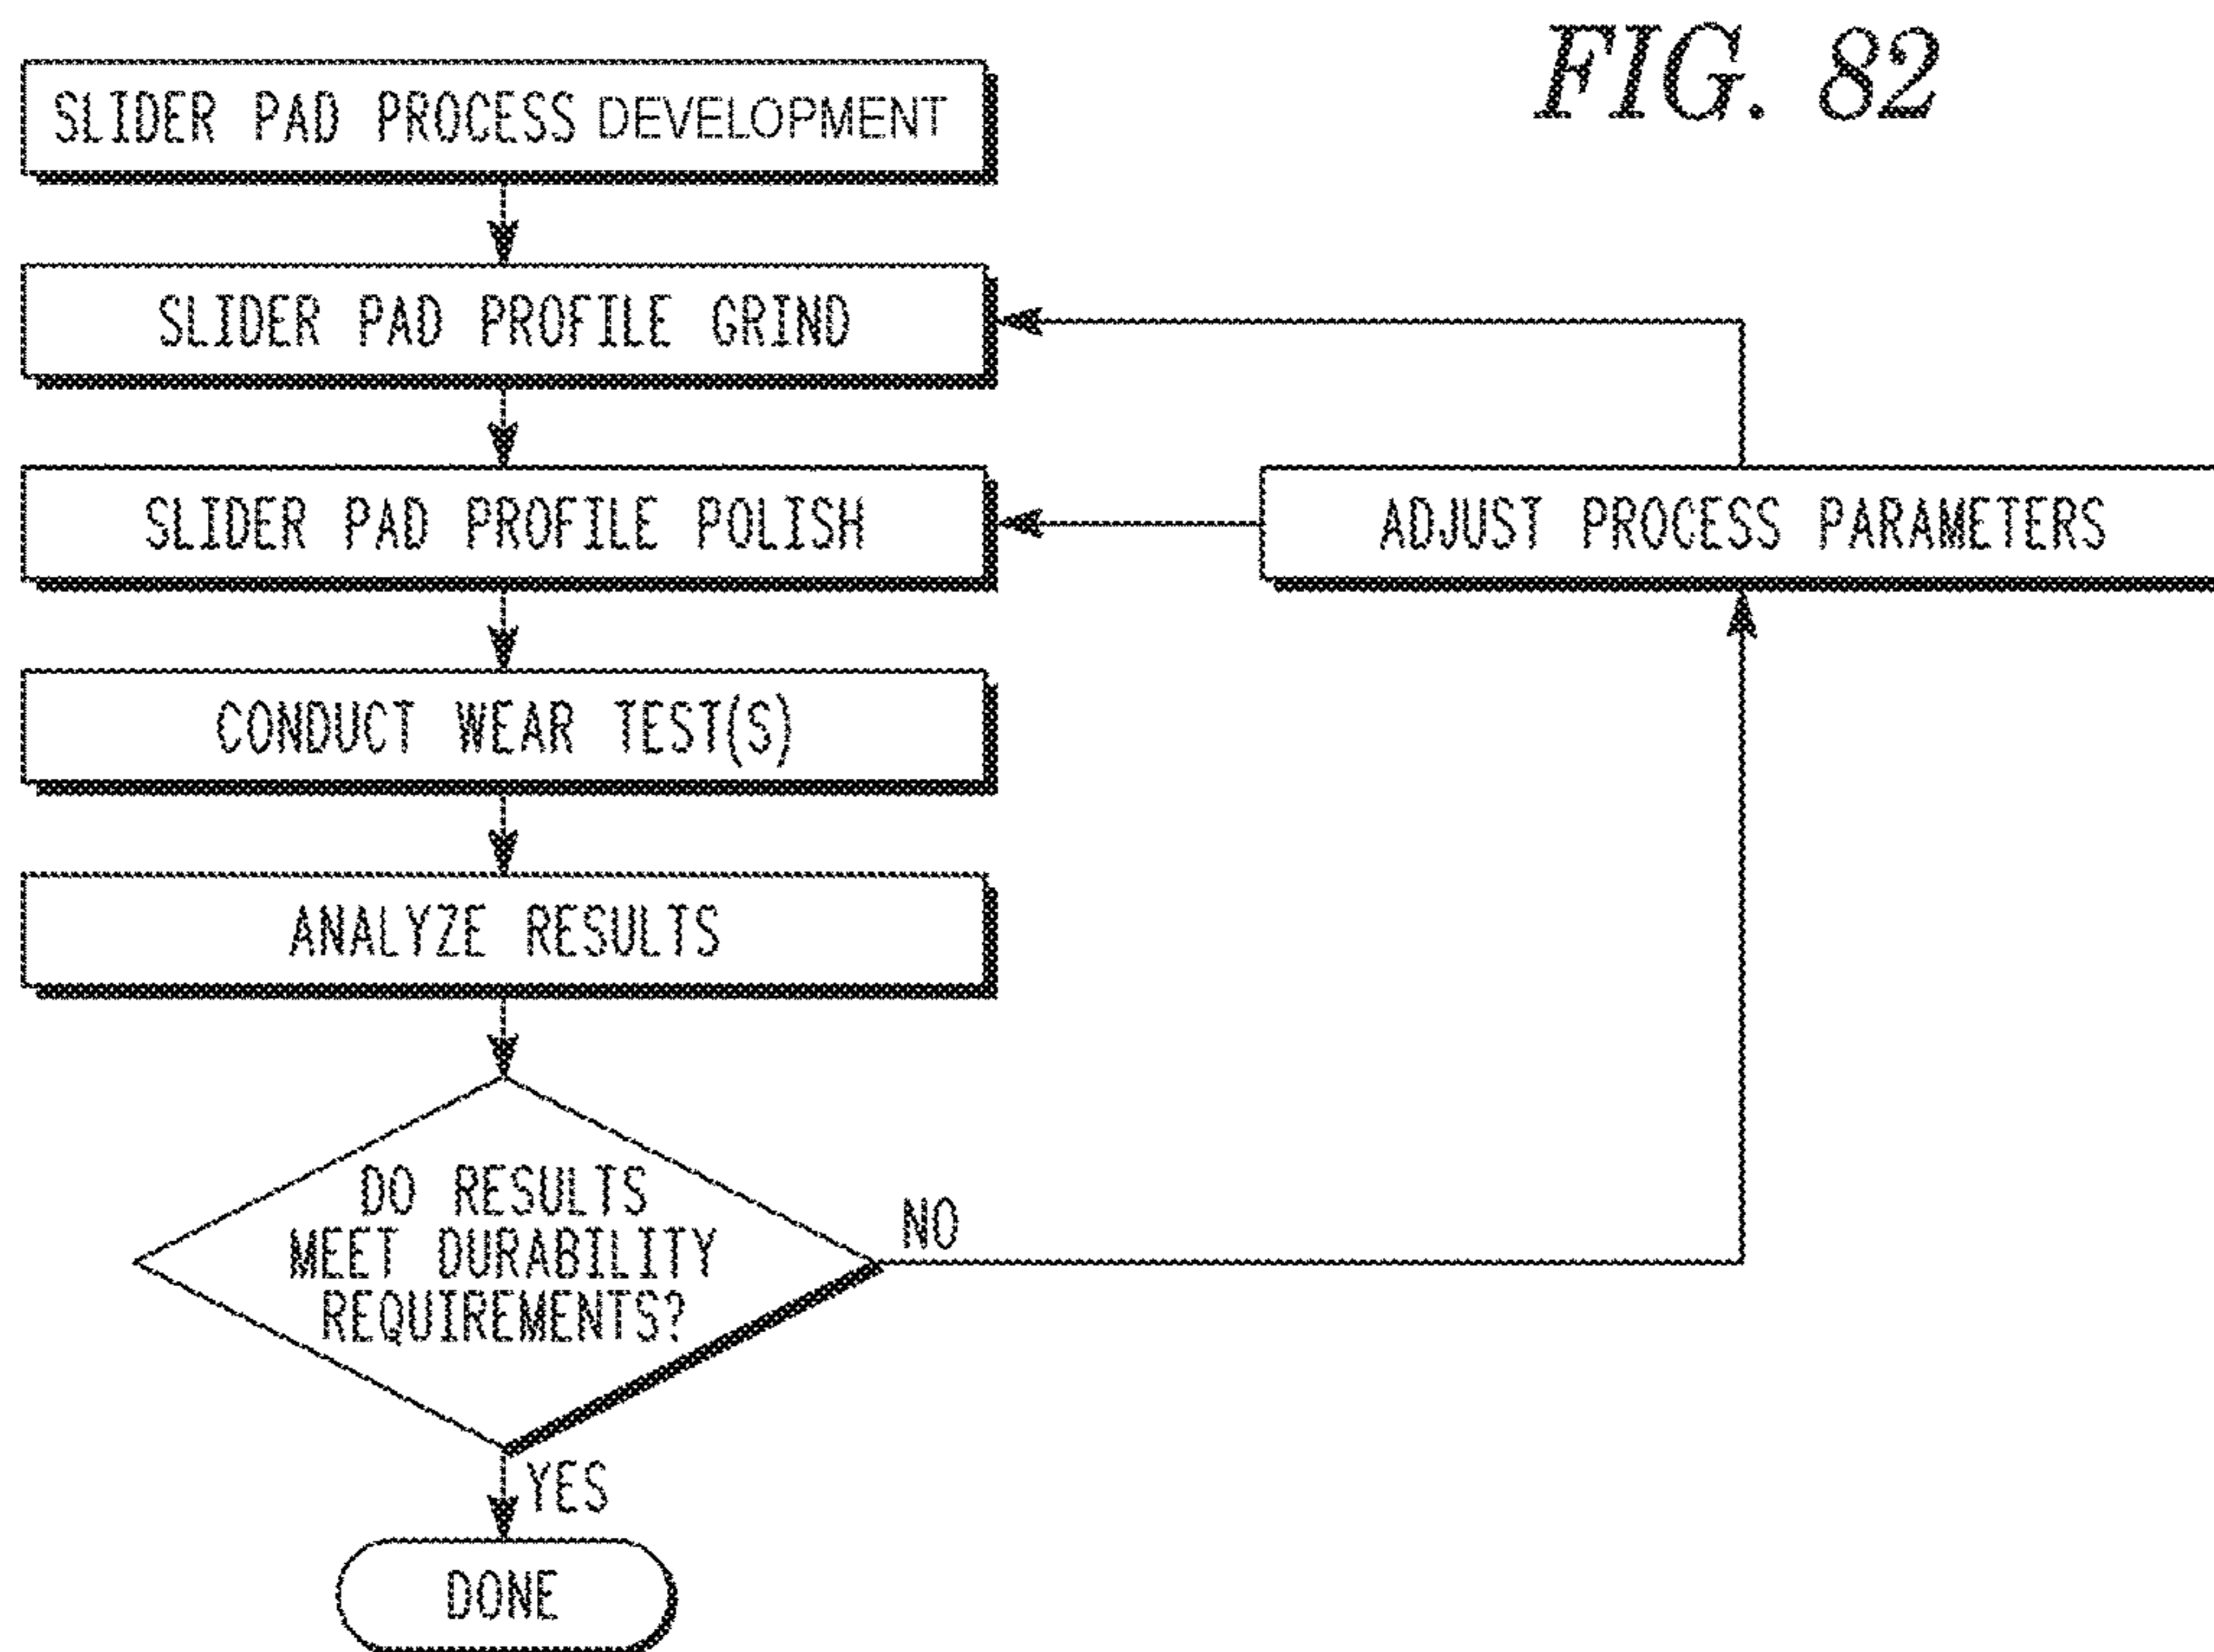 FIG. 82
SLIDER PAD PROCESS DEVELOPMENT
SLIDER PAD PROFILE GRIND
SLIDER PAD PROFILE POLISH
ADJUST PROCESS PARAMETERS
CONDUCT WEAR TEST(S)
ANALYZE RESULTS
DO RESULTS
MEET DURABILITY
REQUIREMENTS?
NO
YES
DONE